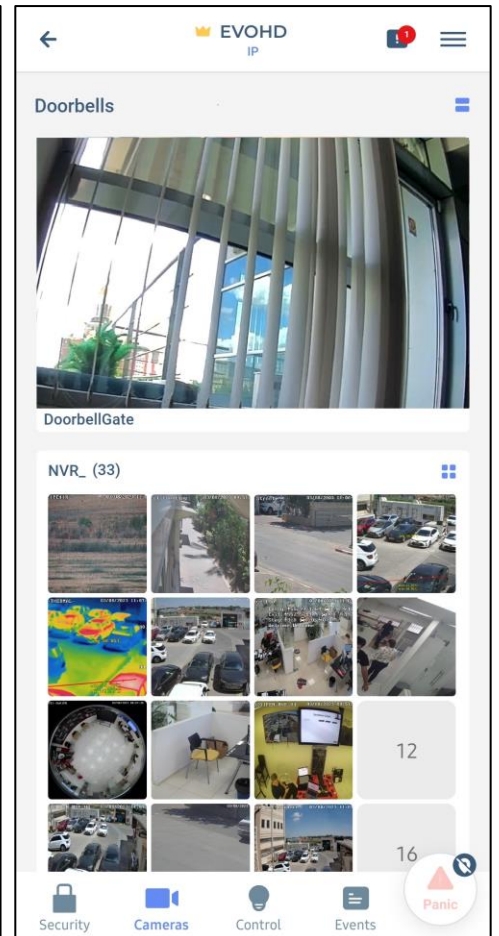 EVOHD
IP
1
Doorbells
DoorbellGate
NVR_ (33)
12
16
Panic
Security
Cameras
Control
Events